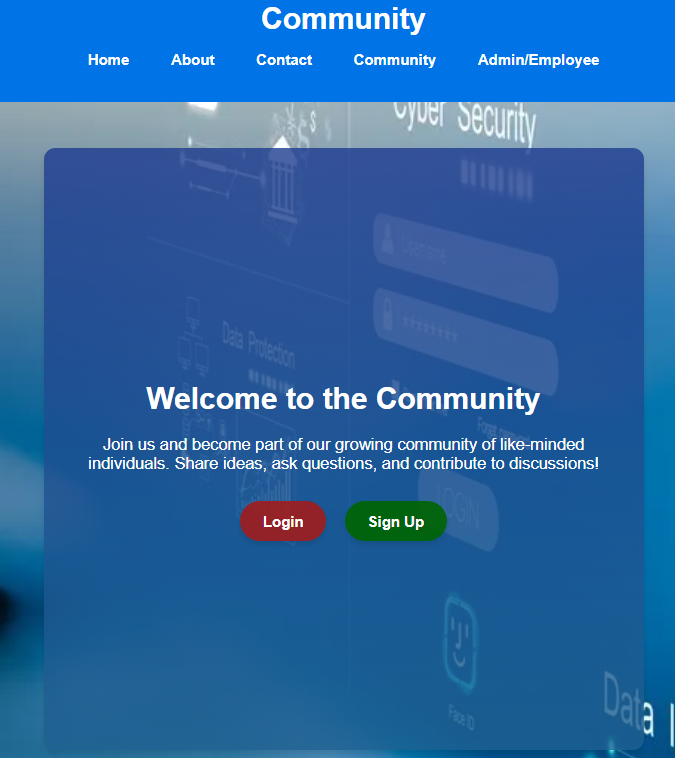 Community
Home About Contact Community Admin/Employee
Cyber Security
Username
********
Data Protection
Welcome to the Community
Join us and become part of our growing community of like-minded
individuals. Share ideas, ask questions, and contribute to discussions!
LOGIN
Login Sign Up
Face ID
Data